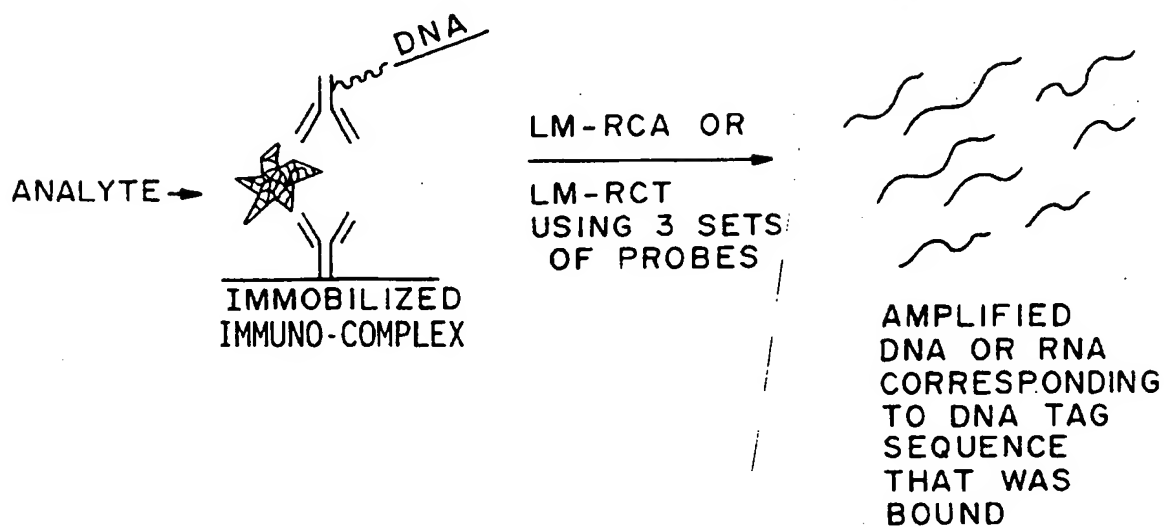 DNA
ANALYTE
IMMOBILIZED
IMMUNO-COMPLEX
LM-RCA OR
LM-RCT
USING 3 SETS
OF PROBES
AMPLIFIED
DNA OR RNA
CORRESPONDING
TO DNA TAG
SEQUENCE
THAT WAS
BOUND